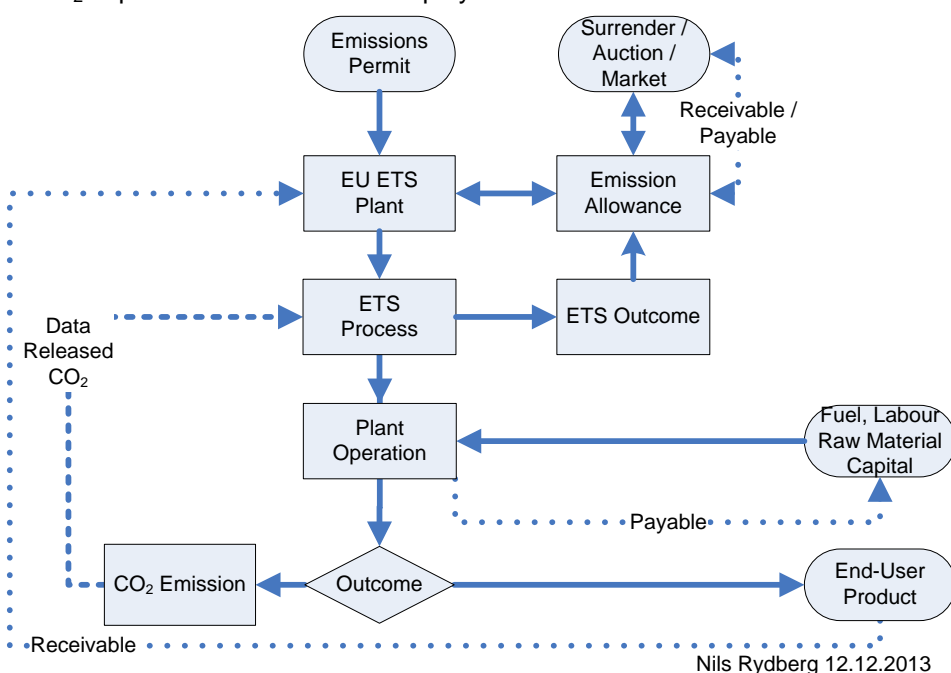 Emissions
Permit
Surrender /
Auction /
Market
Receivable /
Payable
EU ETS
Plant
Emission
Allowance
ETS
Process
ETS Outcome
Data
Released
CO₂
Plant
Operation
Fuel, Labour
Raw Material
Capital
Payable
CO₂ Emission
Outcome
End-User
Product
Receivable
Nils Rydberg 12.12.2013